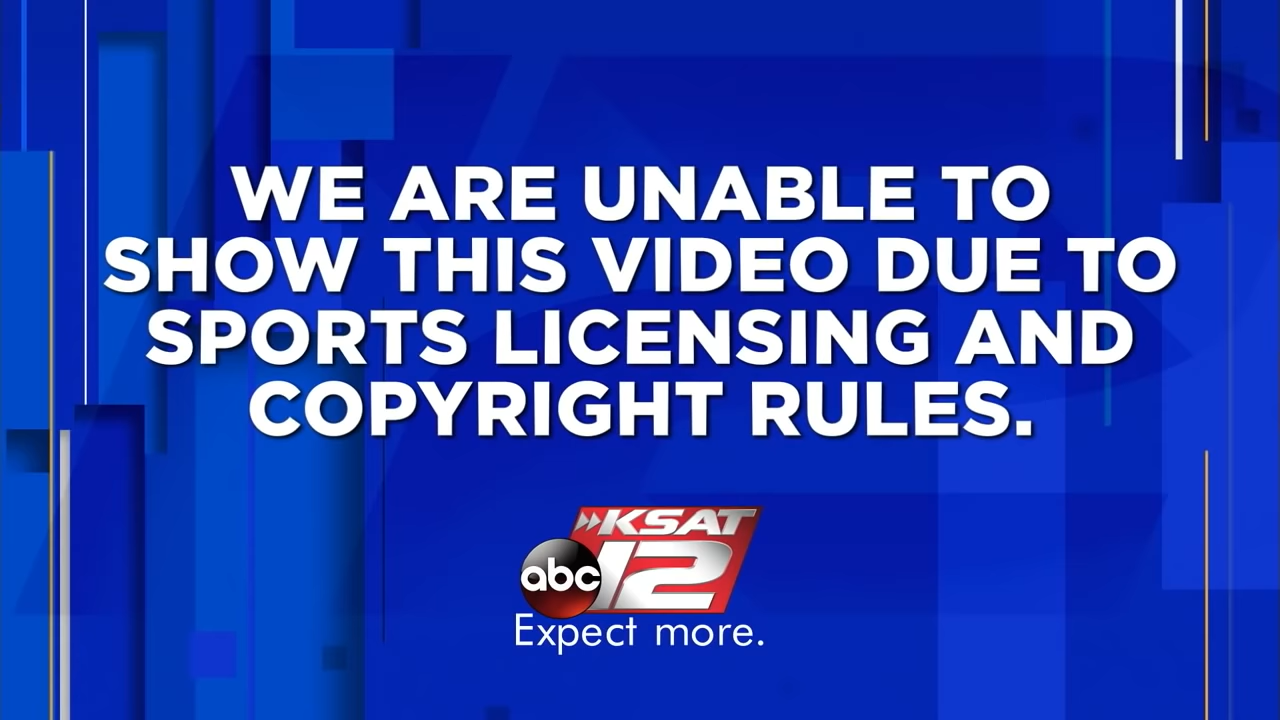 WE ARE UNABLE TO
SHOW THIS VIDEO DUE TO
SPORTS LICENSING AND
COPYRIGHT RULES.
KSAT
abc 12
Expect more.